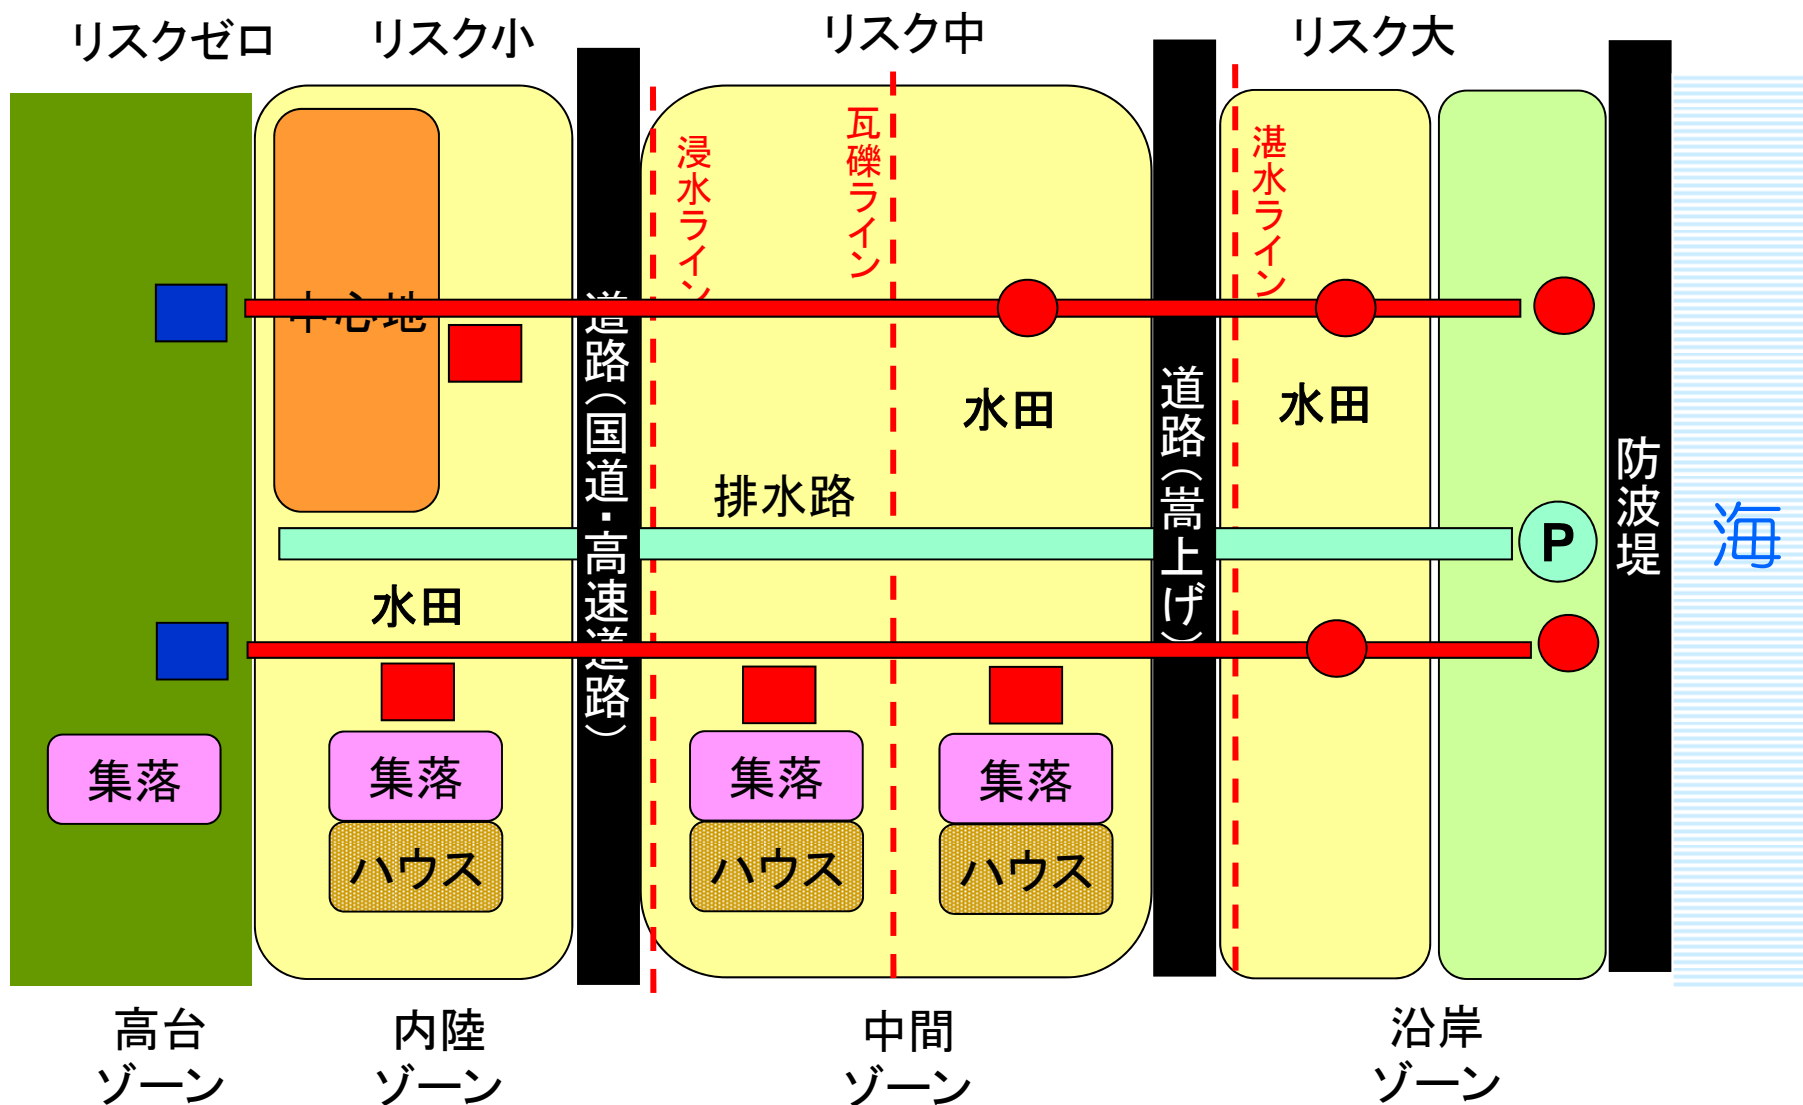 リスクゼロ
リスク小
リスク中
リスク大
中心地
道路（国道・高速道路）
浸水ライン
瓦礫ライン
道路（嵩上げ）
湛水ライン
水田
水田
排水路
水田
P
防波堤
海
集落
集落
集落
集落
ハウス
ハウス
ハウス
高台
ゾーン
内陸
ゾーン
中間
ゾーン
沿岸
ゾーン